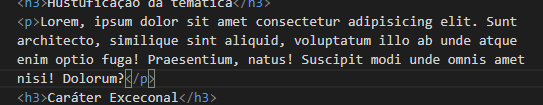 <h3>Hustuficação da temática</h3>
<p>Lorem, ipsum dolor sit amet consectetur adipisicing elit. Sunt
architecto, similique sint aliquid, voluptatum illo ab unde atque
enim optio fuga! Praesentium, natus! Suscipit modi unde omnis amet
nisi! Dolorum?</p>
<h3>Caráter Exceconal</h3>